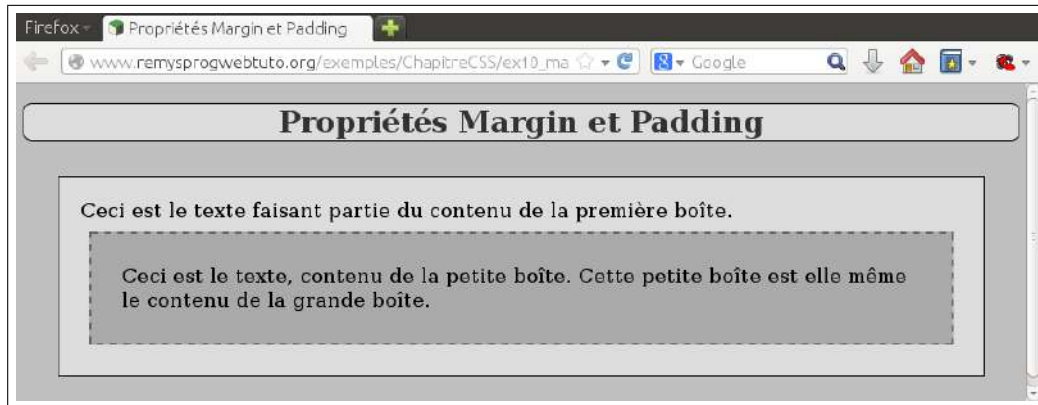 Firefox
Propriétés Margin et Padding
www.remysprogwebtuto.org/exemples/ChapitreCSS/ex10_ma
Google
Propriétés Margin et Padding
Ceci est le texte faisant partie du contenu de la première boîte.
Ceci est le texte, contenu de la petite boîte. Cette petite boîte est elle même
le contenu de la grande boîte.